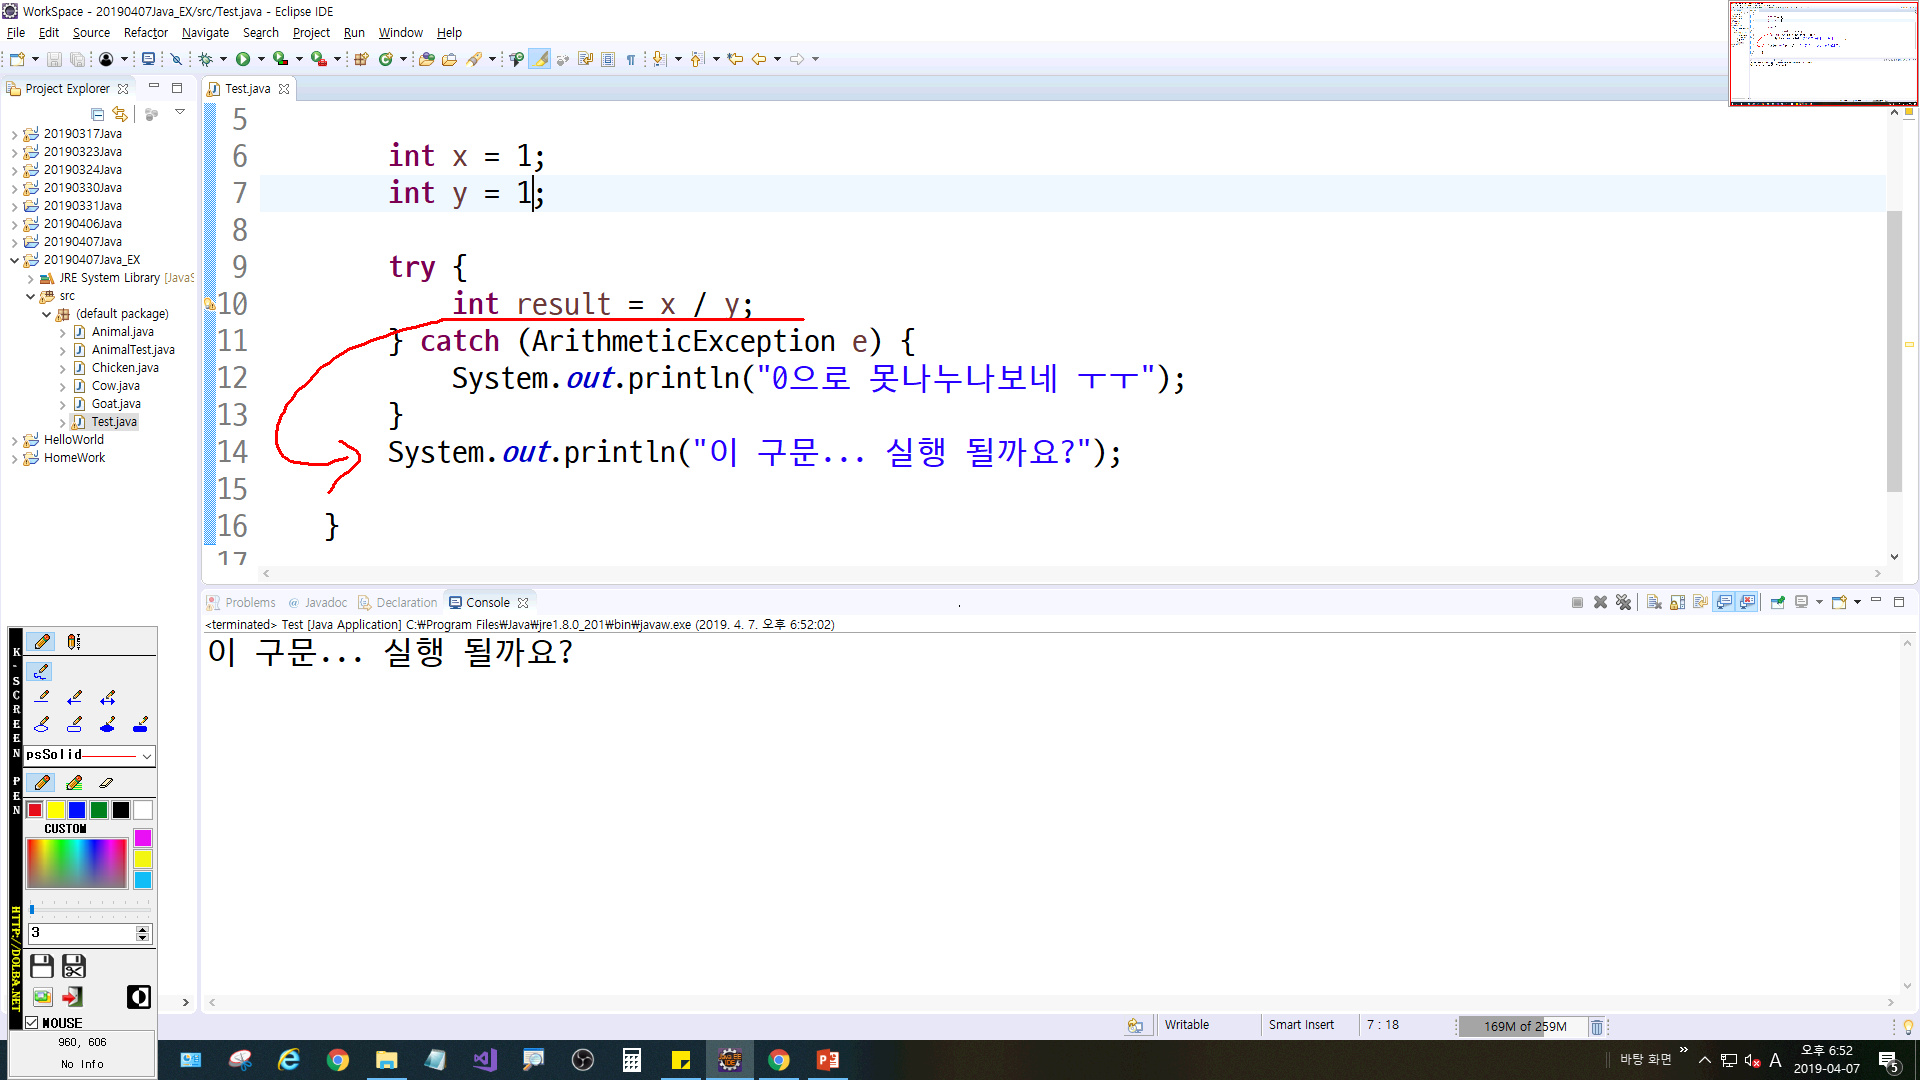 WorkSpace - 20190407Java_EX/src/Test.java - Eclipse IDE
File Edit Source Refactor Navigate Search Project Run Window Help
Project Explorer
Test.java
20190317Java
20190323Java
20190324Java
20190330Java
20190331Java
20190406Java
20190407Java
20190407Java_EX
JRE System Library [JavaS
src
(default package)
Animal.java
AnimalTest.java
Chicken.java
Cow.java
Goat.java
Test.java
HelloWorld
HomeWork
5
6 int x = 1;
7 int y = 1;
8
9 try {
10 int result = x / y;
11 } catch (ArithmeticException e) {
12 System.out.println("0으로 못나누나보네 ㅜㅜ");
13 }
14 System.out.println("이 구문... 실행 될까요?");
15
16 }
17
Problems @ Javadoc Declaration Console
<terminated> Test [Java Application] C:₩Program Files₩Java₩jre1.8.0_201₩bin₩javaw.exe (2019. 4. 7. 오후 6:52:02)
이 구문... 실행 될까요?
K-SCREEN PEN
HTTP://DOLBA.NET
psSolid
CUSTOM
3
MOUSE
960, 606
No Info
Writable Smart Insert 7 : 18 169M of 259M
바탕 화면 A 오후 6:52
2019-04-07
5